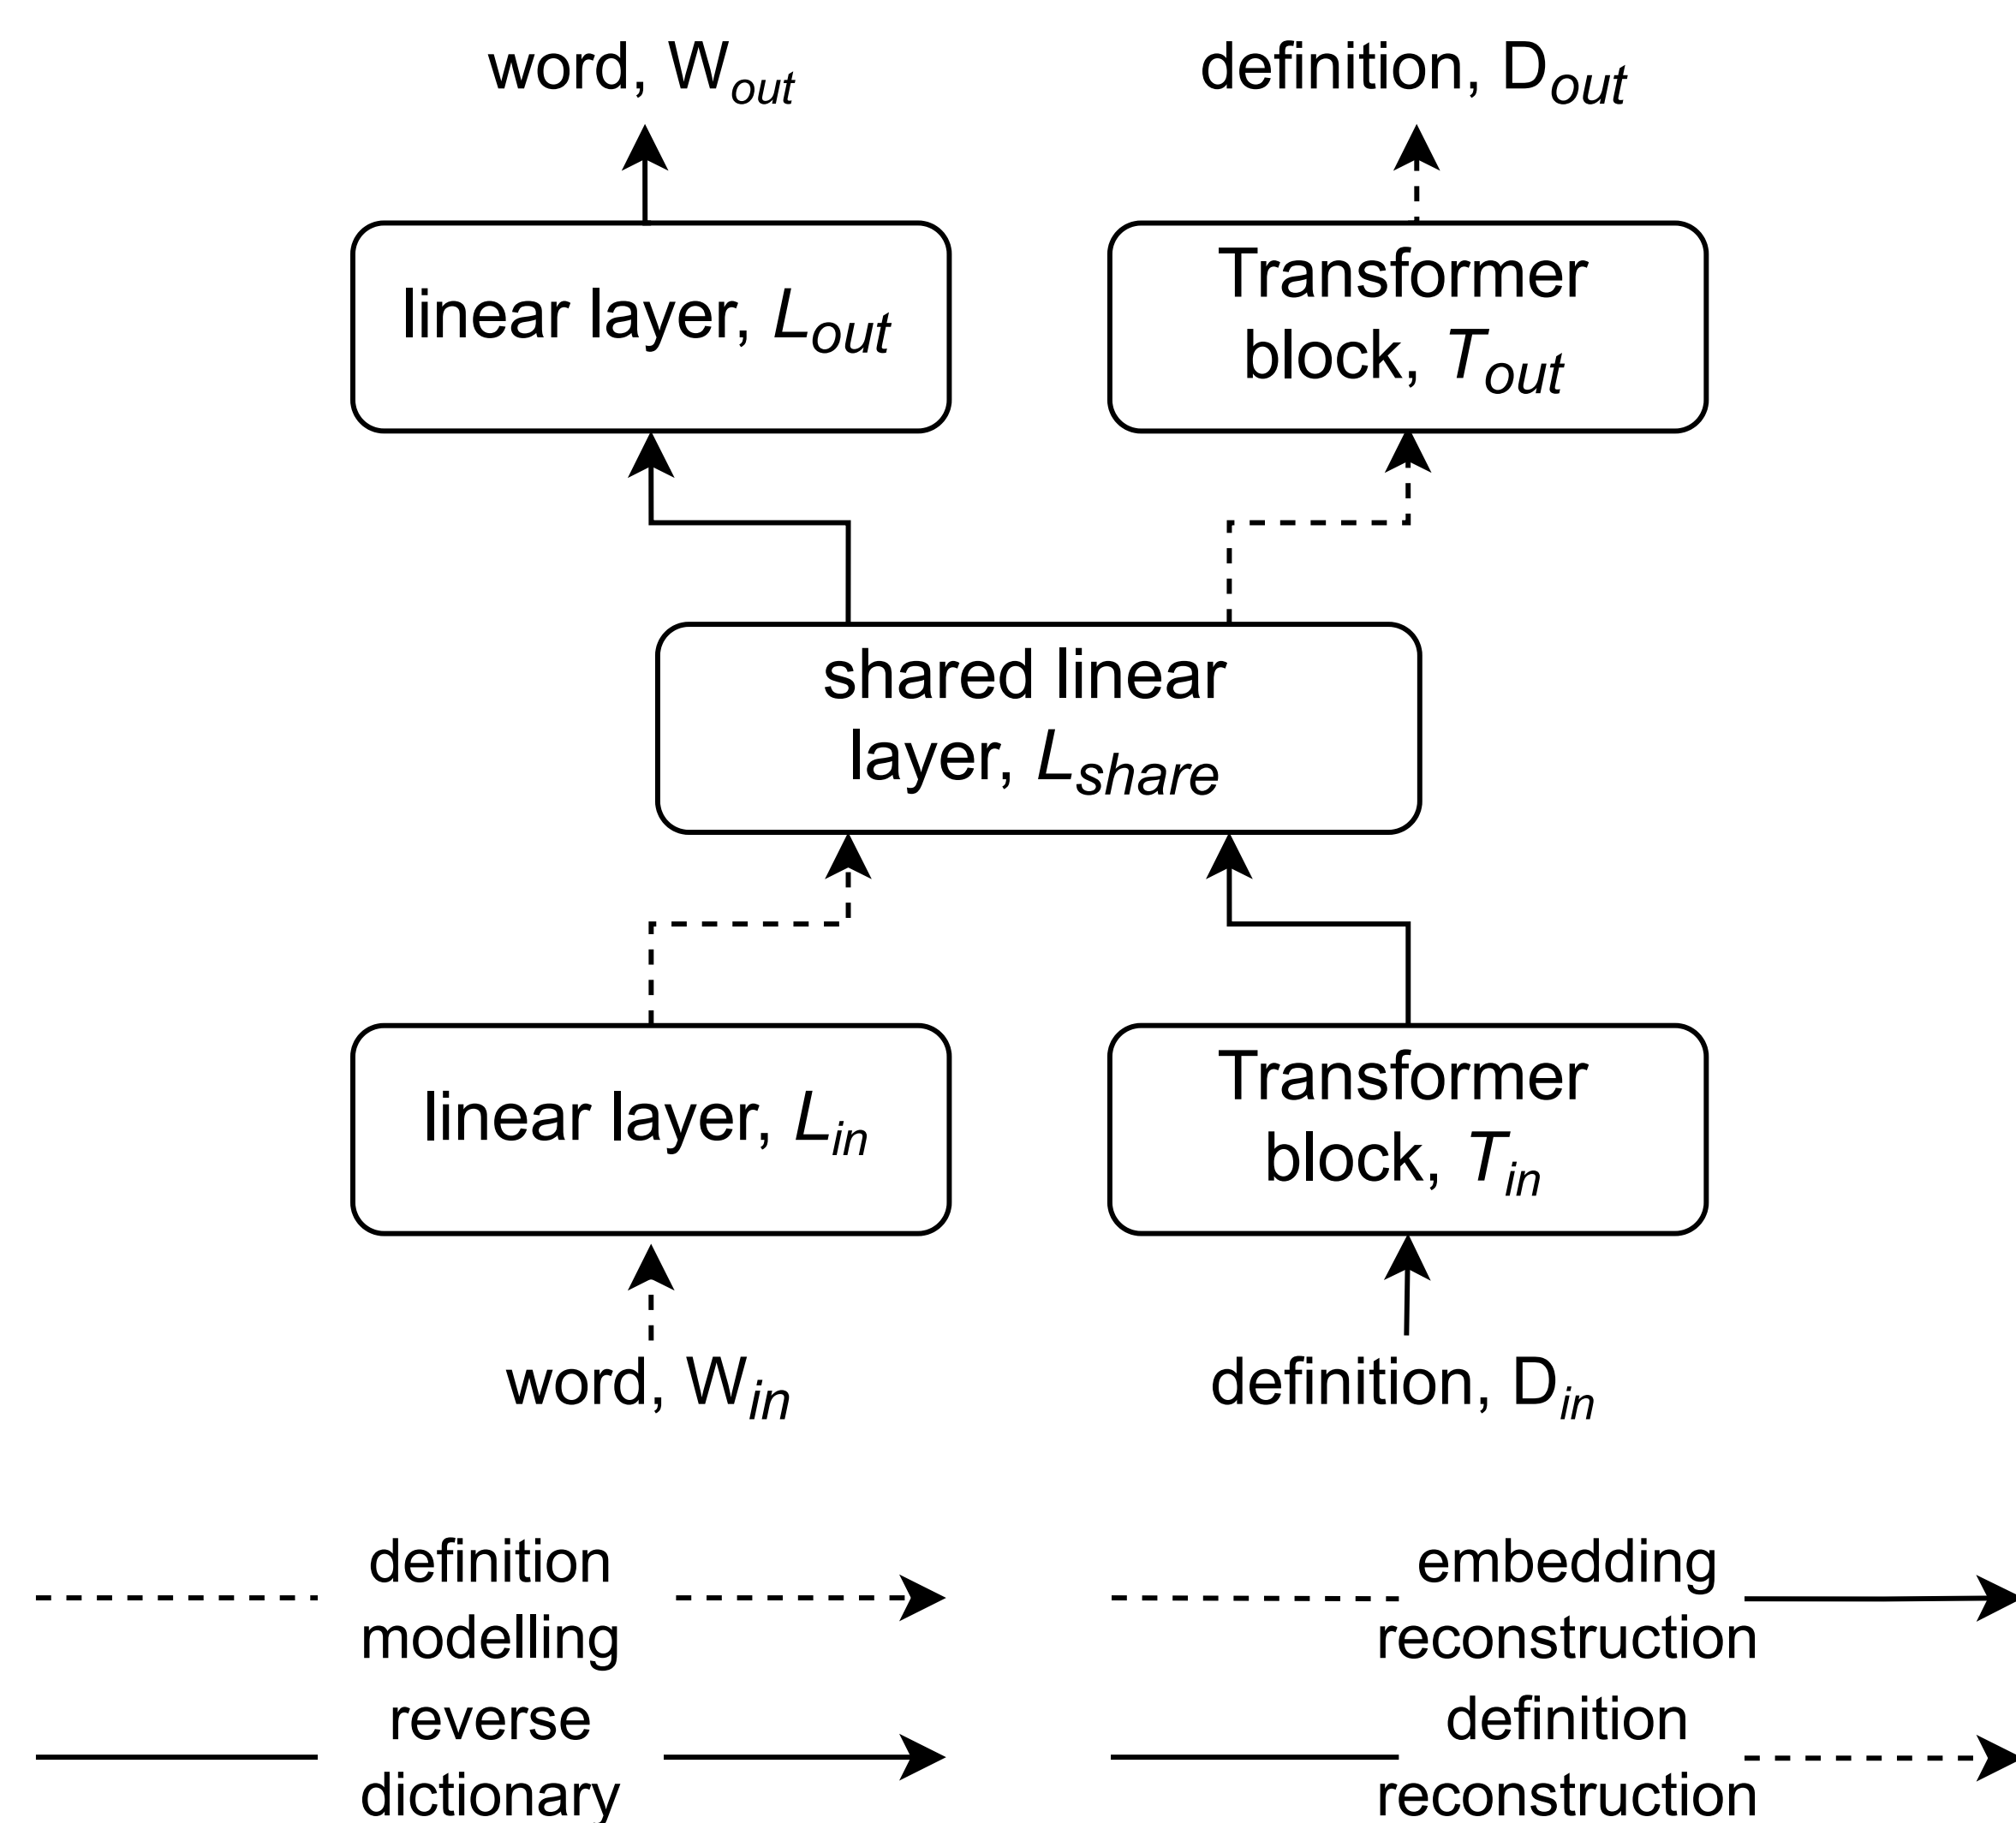 word, W_out
definition, D_out
linear layer, L_out
Transformer
block, T_out
shared linear
layer, L_share
linear layer, L_in
Transformer
block, T_in
word, W_in
definition, D_in
definition
modelling
embedding
reconstruction
reverse
dictionary
definition
reconstruction